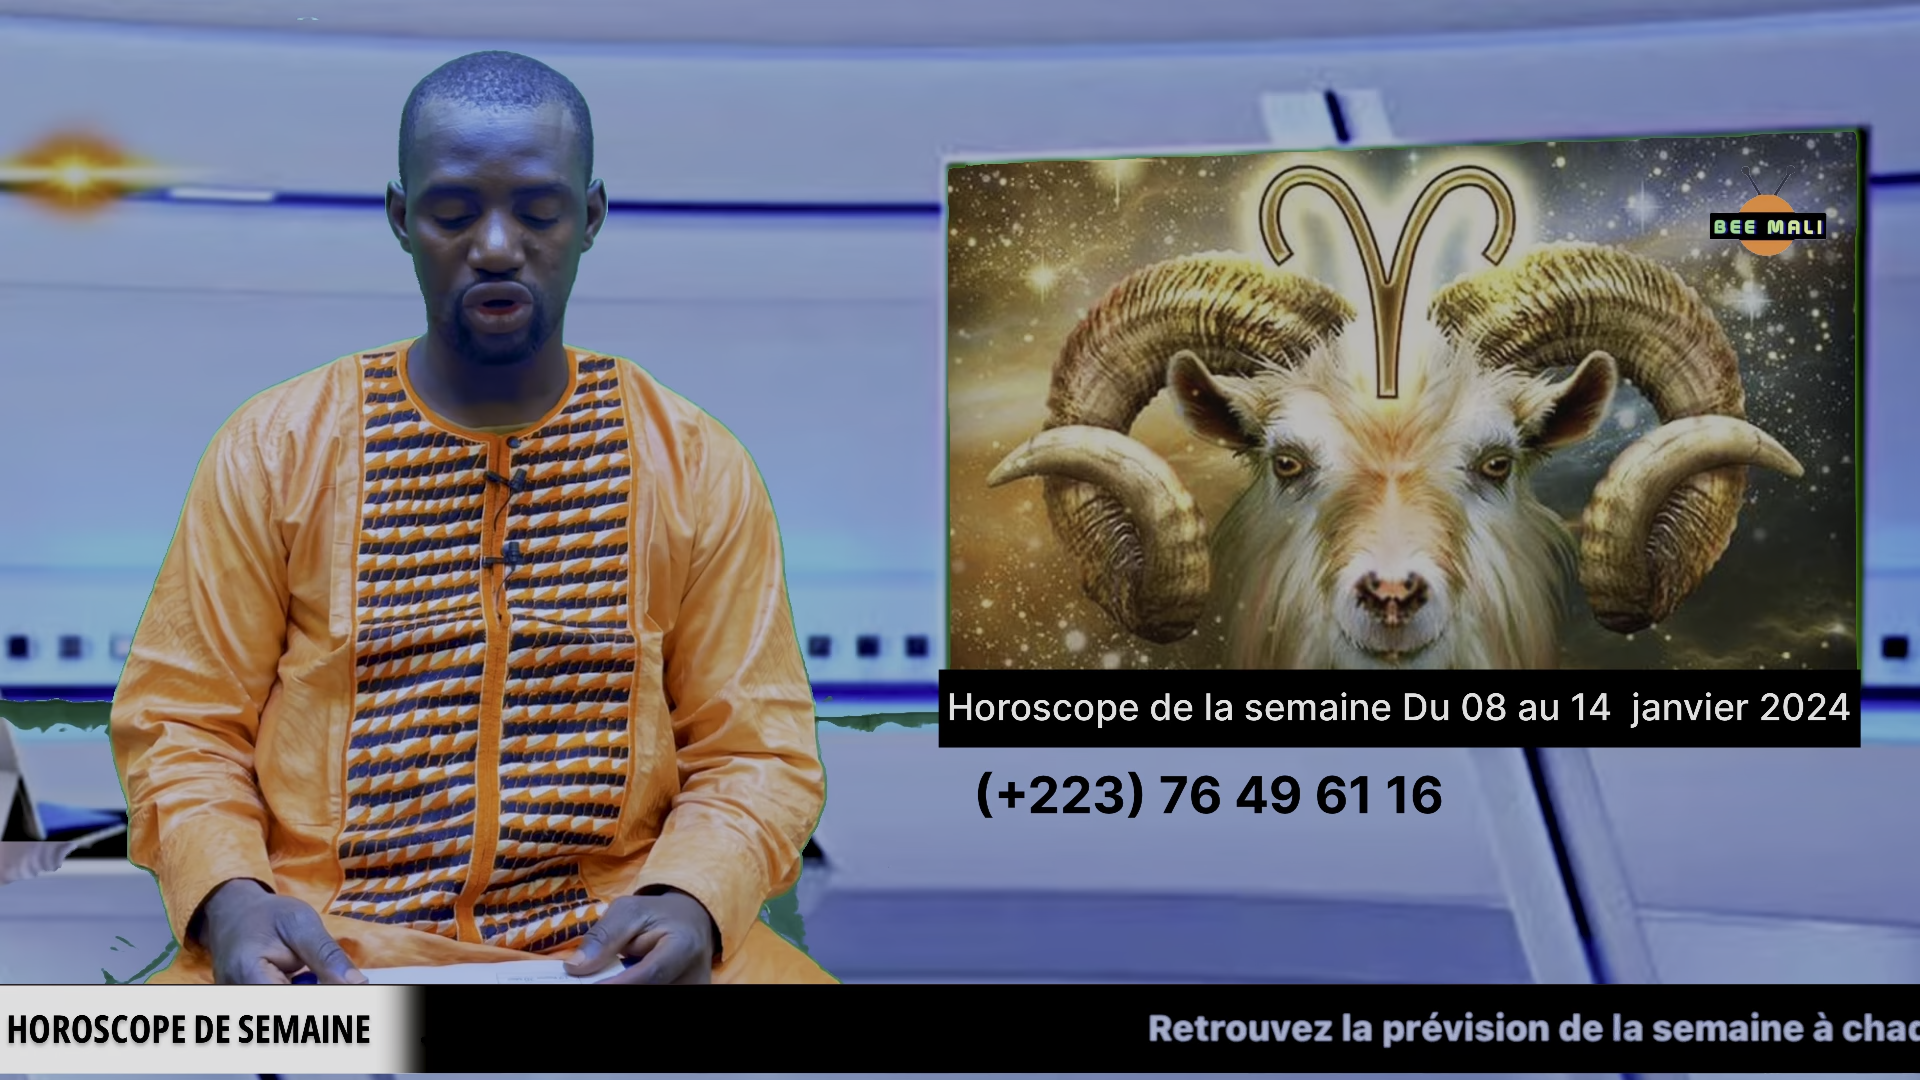 BEE MALI
Horoscope de la semaine Du 08 au 14 janvier 2024
(+223) 76 49 61 16
HOROSCOPE DE SEMAINE
Retrouvez la prévision de la semaine à